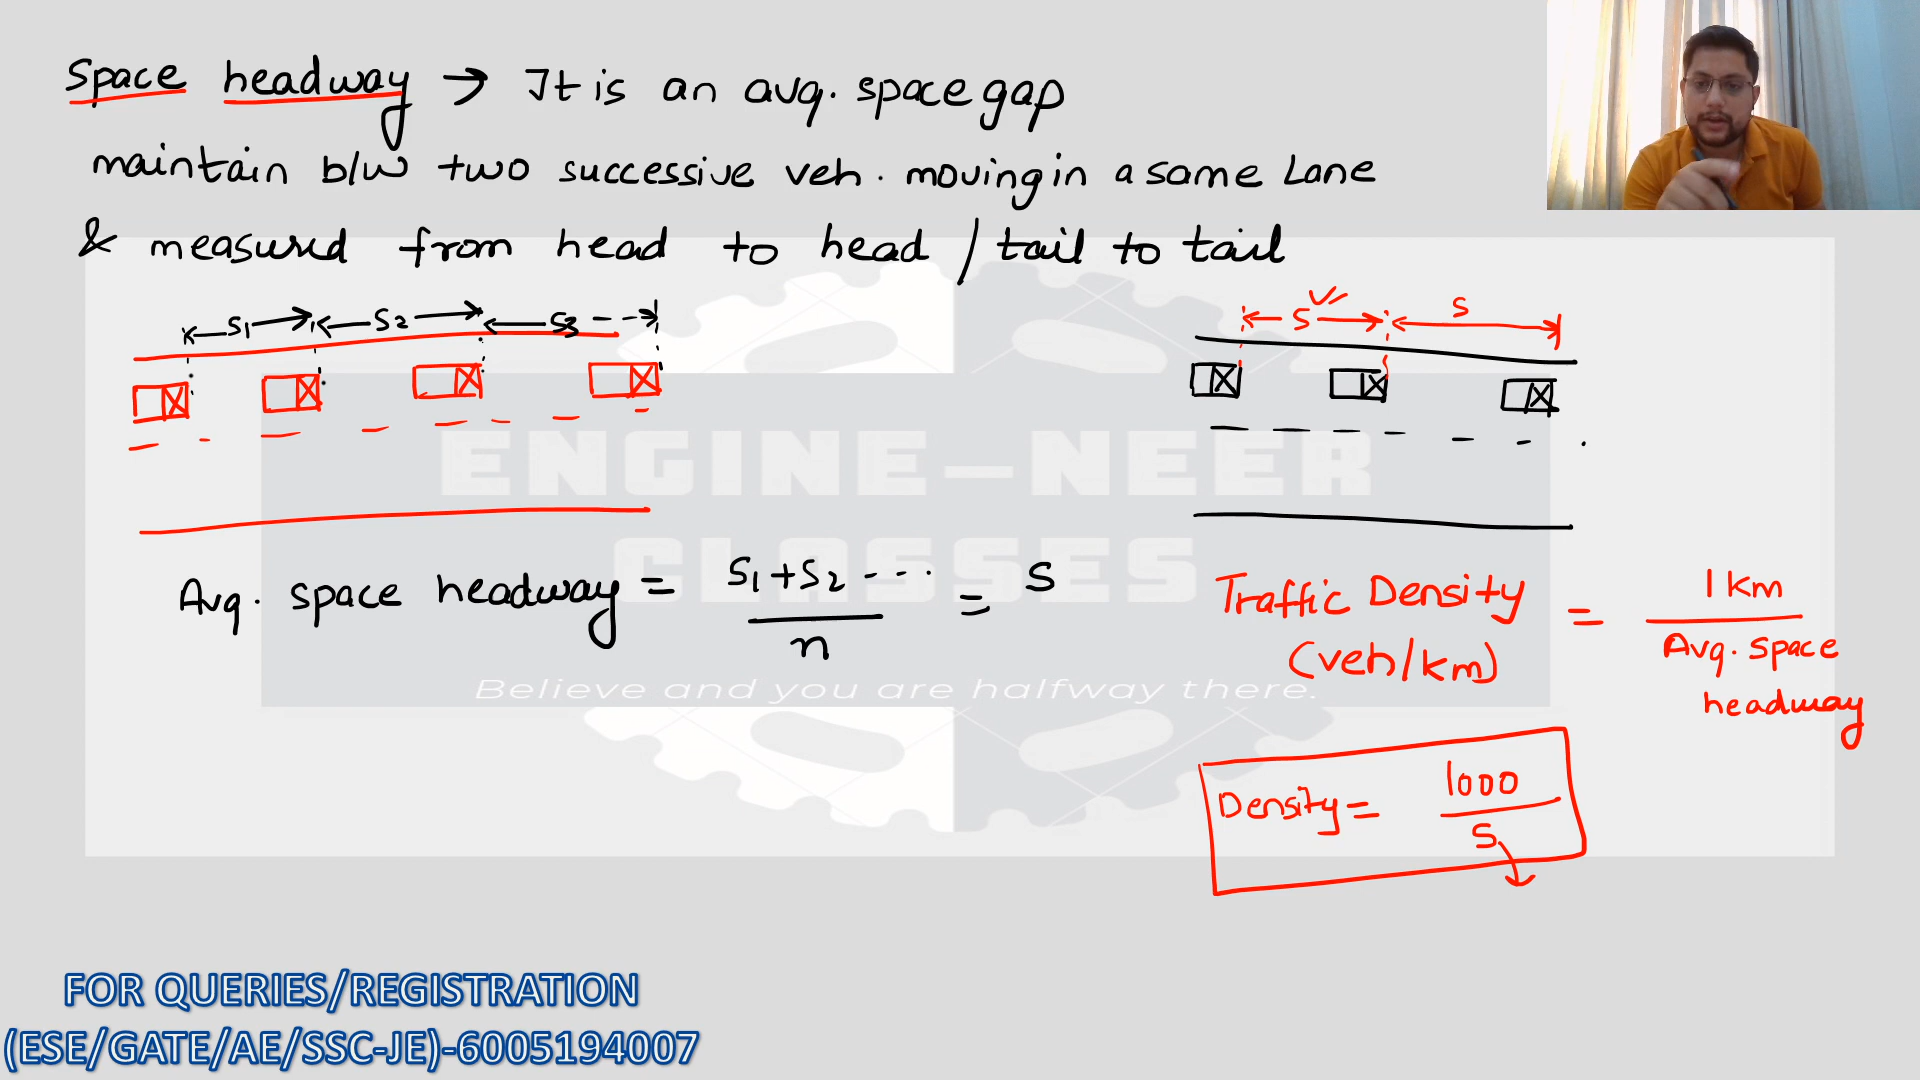 Space headway → It is an avg. space gap
maintain b/w two successive veh. moving in a same Lane
& measured from head to head / tail to tail
S1 S2 S3
S S
ENGINE-NEER
CLASSES
Believe and you are halfway there.
Avg. space headway = S1+S2--... / n = S
Traffic Density (veh/km) = 1km / Avg. space headway
Density = 1000 / S
FOR QUERIES/REGISTRATION
(ESE/GATE/AE/SSC-JE)-6005194007